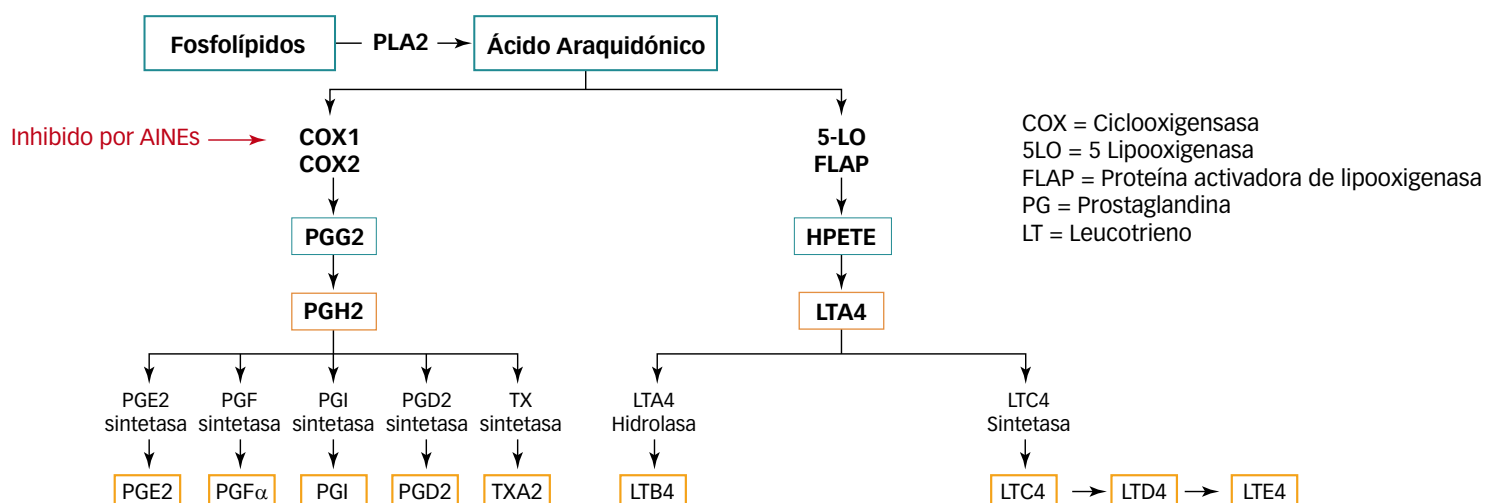 Fosfolípidos
PLA2
Ácido Araquidónico
Inhibido por AINEs
COX1
COX2
5-LO
FLAP
COX = Ciclooxigensasa
5LO = 5 Lipooxigenasa
FLAP = Proteína activadora de lipooxigenasa
PG = Prostaglandina
LT = Leucotrieno
PGG2
HPETE
PGH2
LTA4
PGE2
sintetasa
PGF
sintetasa
PGI
sintetasa
PGD2
sintetasa
TX
sintetasa
LTA4
Hidrolasa
LTC4
Sintetasa
PGE2
PGFα
PGI
PGD2
TXA2
LTB4
LTC4
LTD4
LTE4